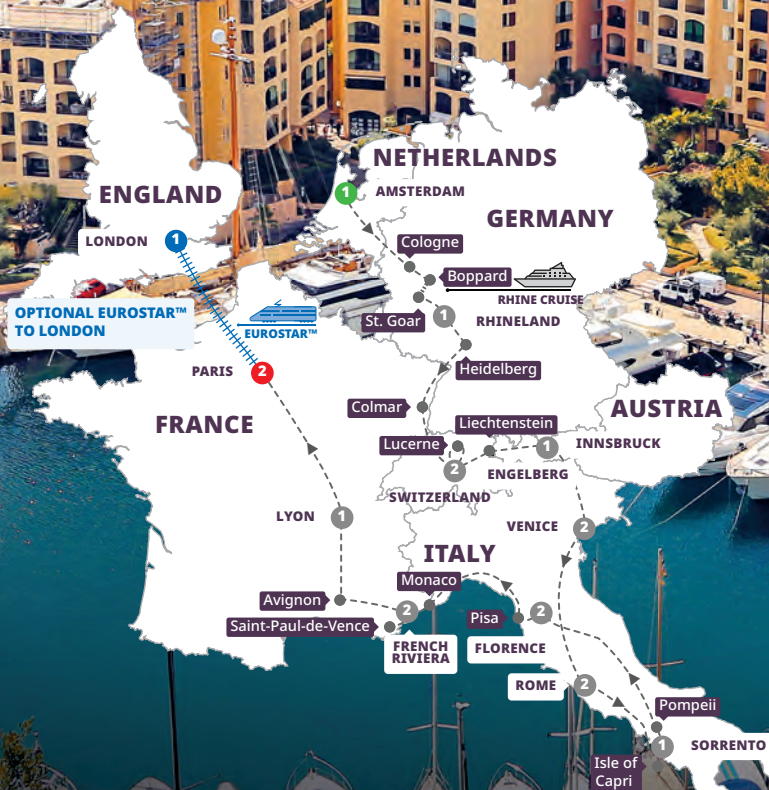 NETHERLANDS
1
AMSTERDAM
ENGLAND
GERMANY
LONDON
1
Cologne
Boppard
RHINE CRUISE
OPTIONAL EUROSTAR™
TO LONDON
EUROSTAR™
St. Goar
1
RHINELAND
PARIS
2
Heidelberg
Colmar
AUSTRIA
FRANCE
Liechtenstein
Lucerne
1
INNSBRUCK
2
ENGELBERG
SWITZERLAND
LYON
1
VENICE
2
ITALY
Monaco
Avignon
2
Pisa
2
Saint-Paul-de-Vence
FRENCH
RIVIERA
FLORENCE
ROME
2
Pompeii
1
SORRENTO
Isle of
Capri